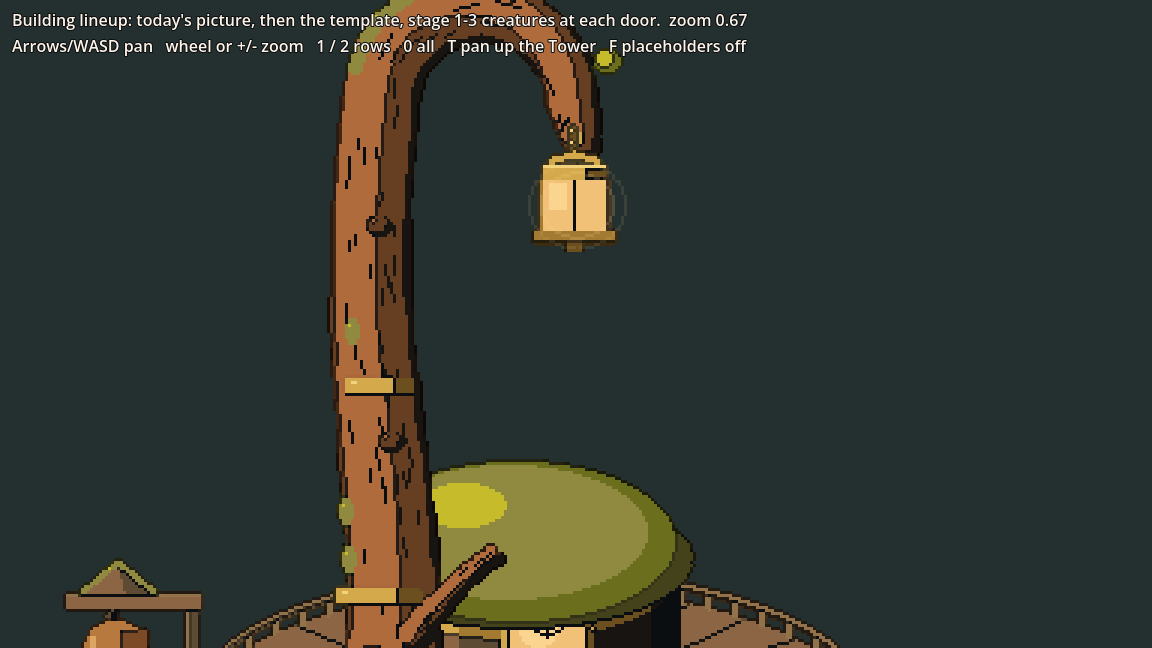 Building lineup: today's picture, then the template, stage 1-3 creatures at each door.  zoom 0.67
Arrows/WASD pan   wheel or +/- zoom   1 / 2 rows   0 all   T pan up the Tower   F placeholders off